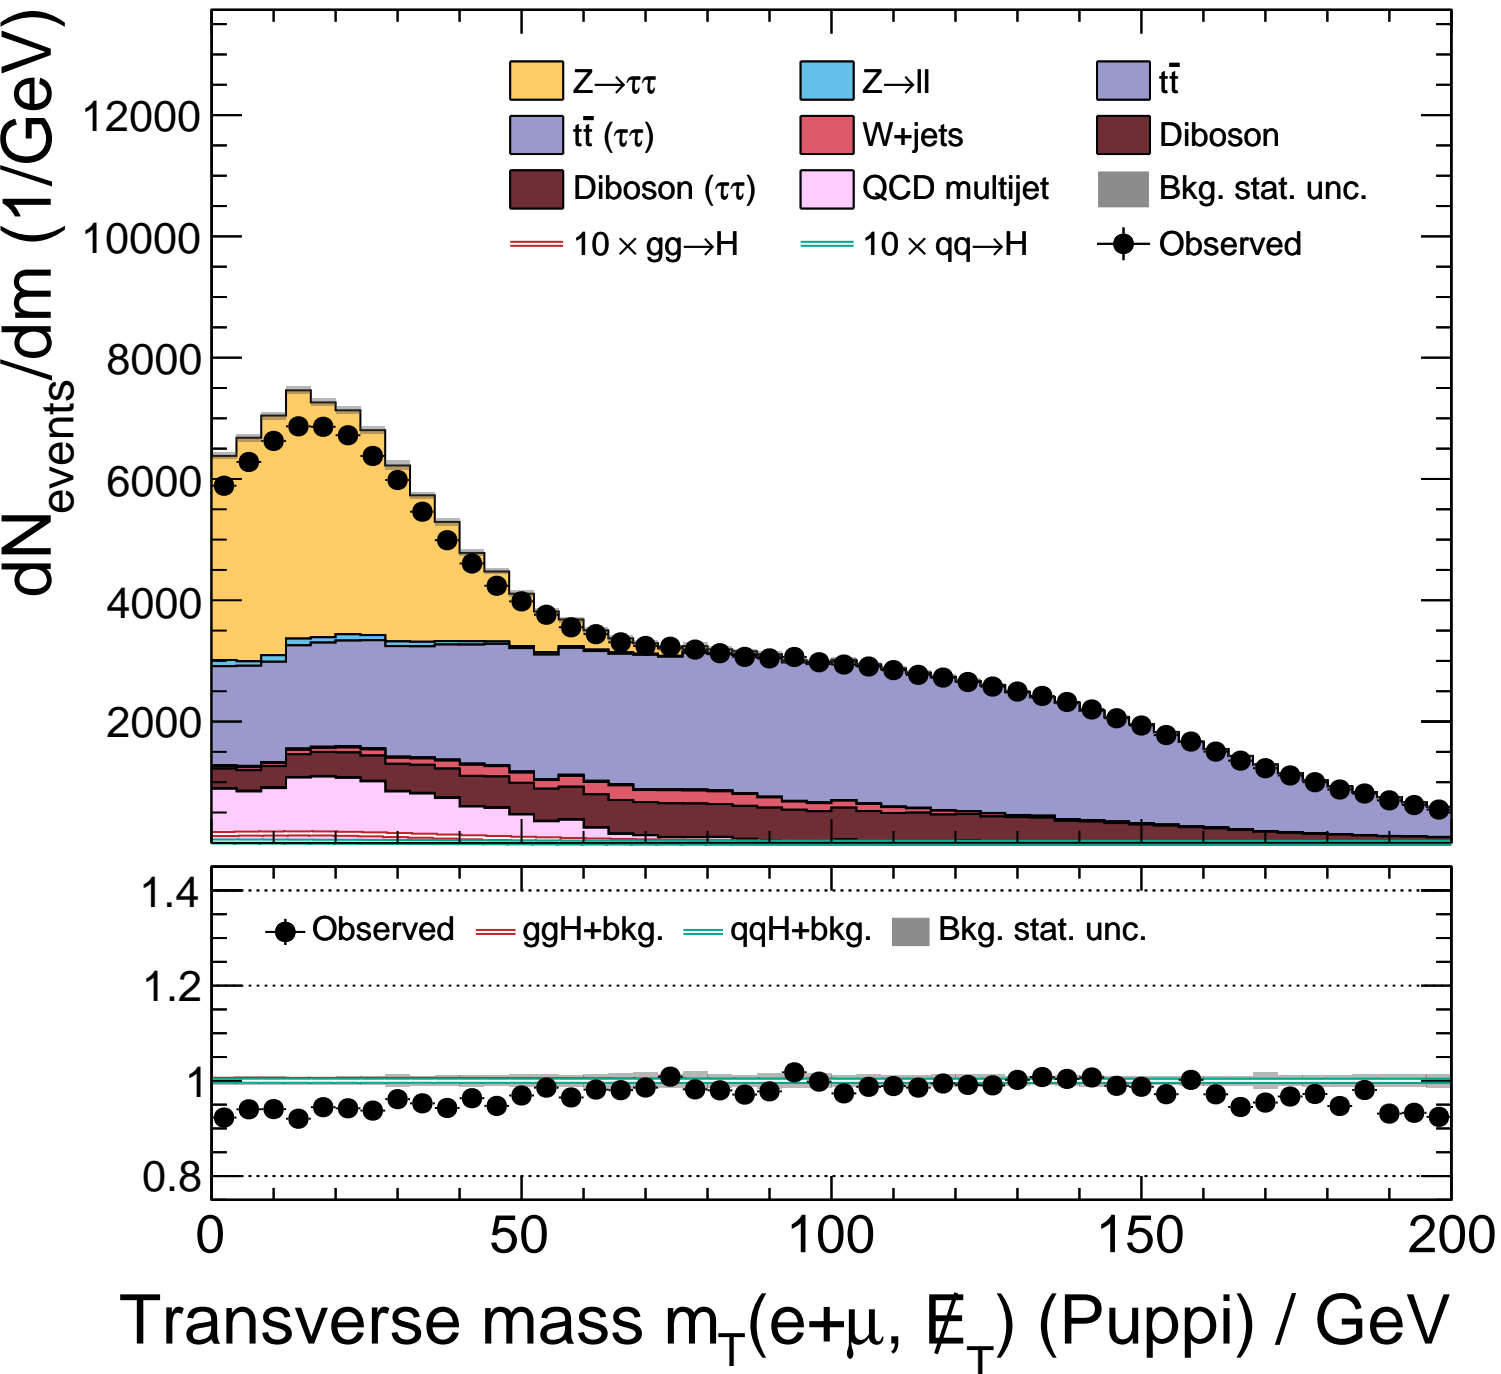 dN_events/dm (1/GeV)
12000
10000
8000
6000
4000
2000
Z→ττ Z→ll tt̄
tt̄ (ττ) W+jets Diboson
Diboson (ττ) QCD multijet Bkg. stat. unc.
10 × gg→H 10 × qq→H Observed
1.4
1.2
1
0.8
Observed ggH+bkg. qqH+bkg. Bkg. stat. unc.
0 50 100 150 200
Transverse mass m_T(e+μ, E̸_T) (Puppi) / GeV